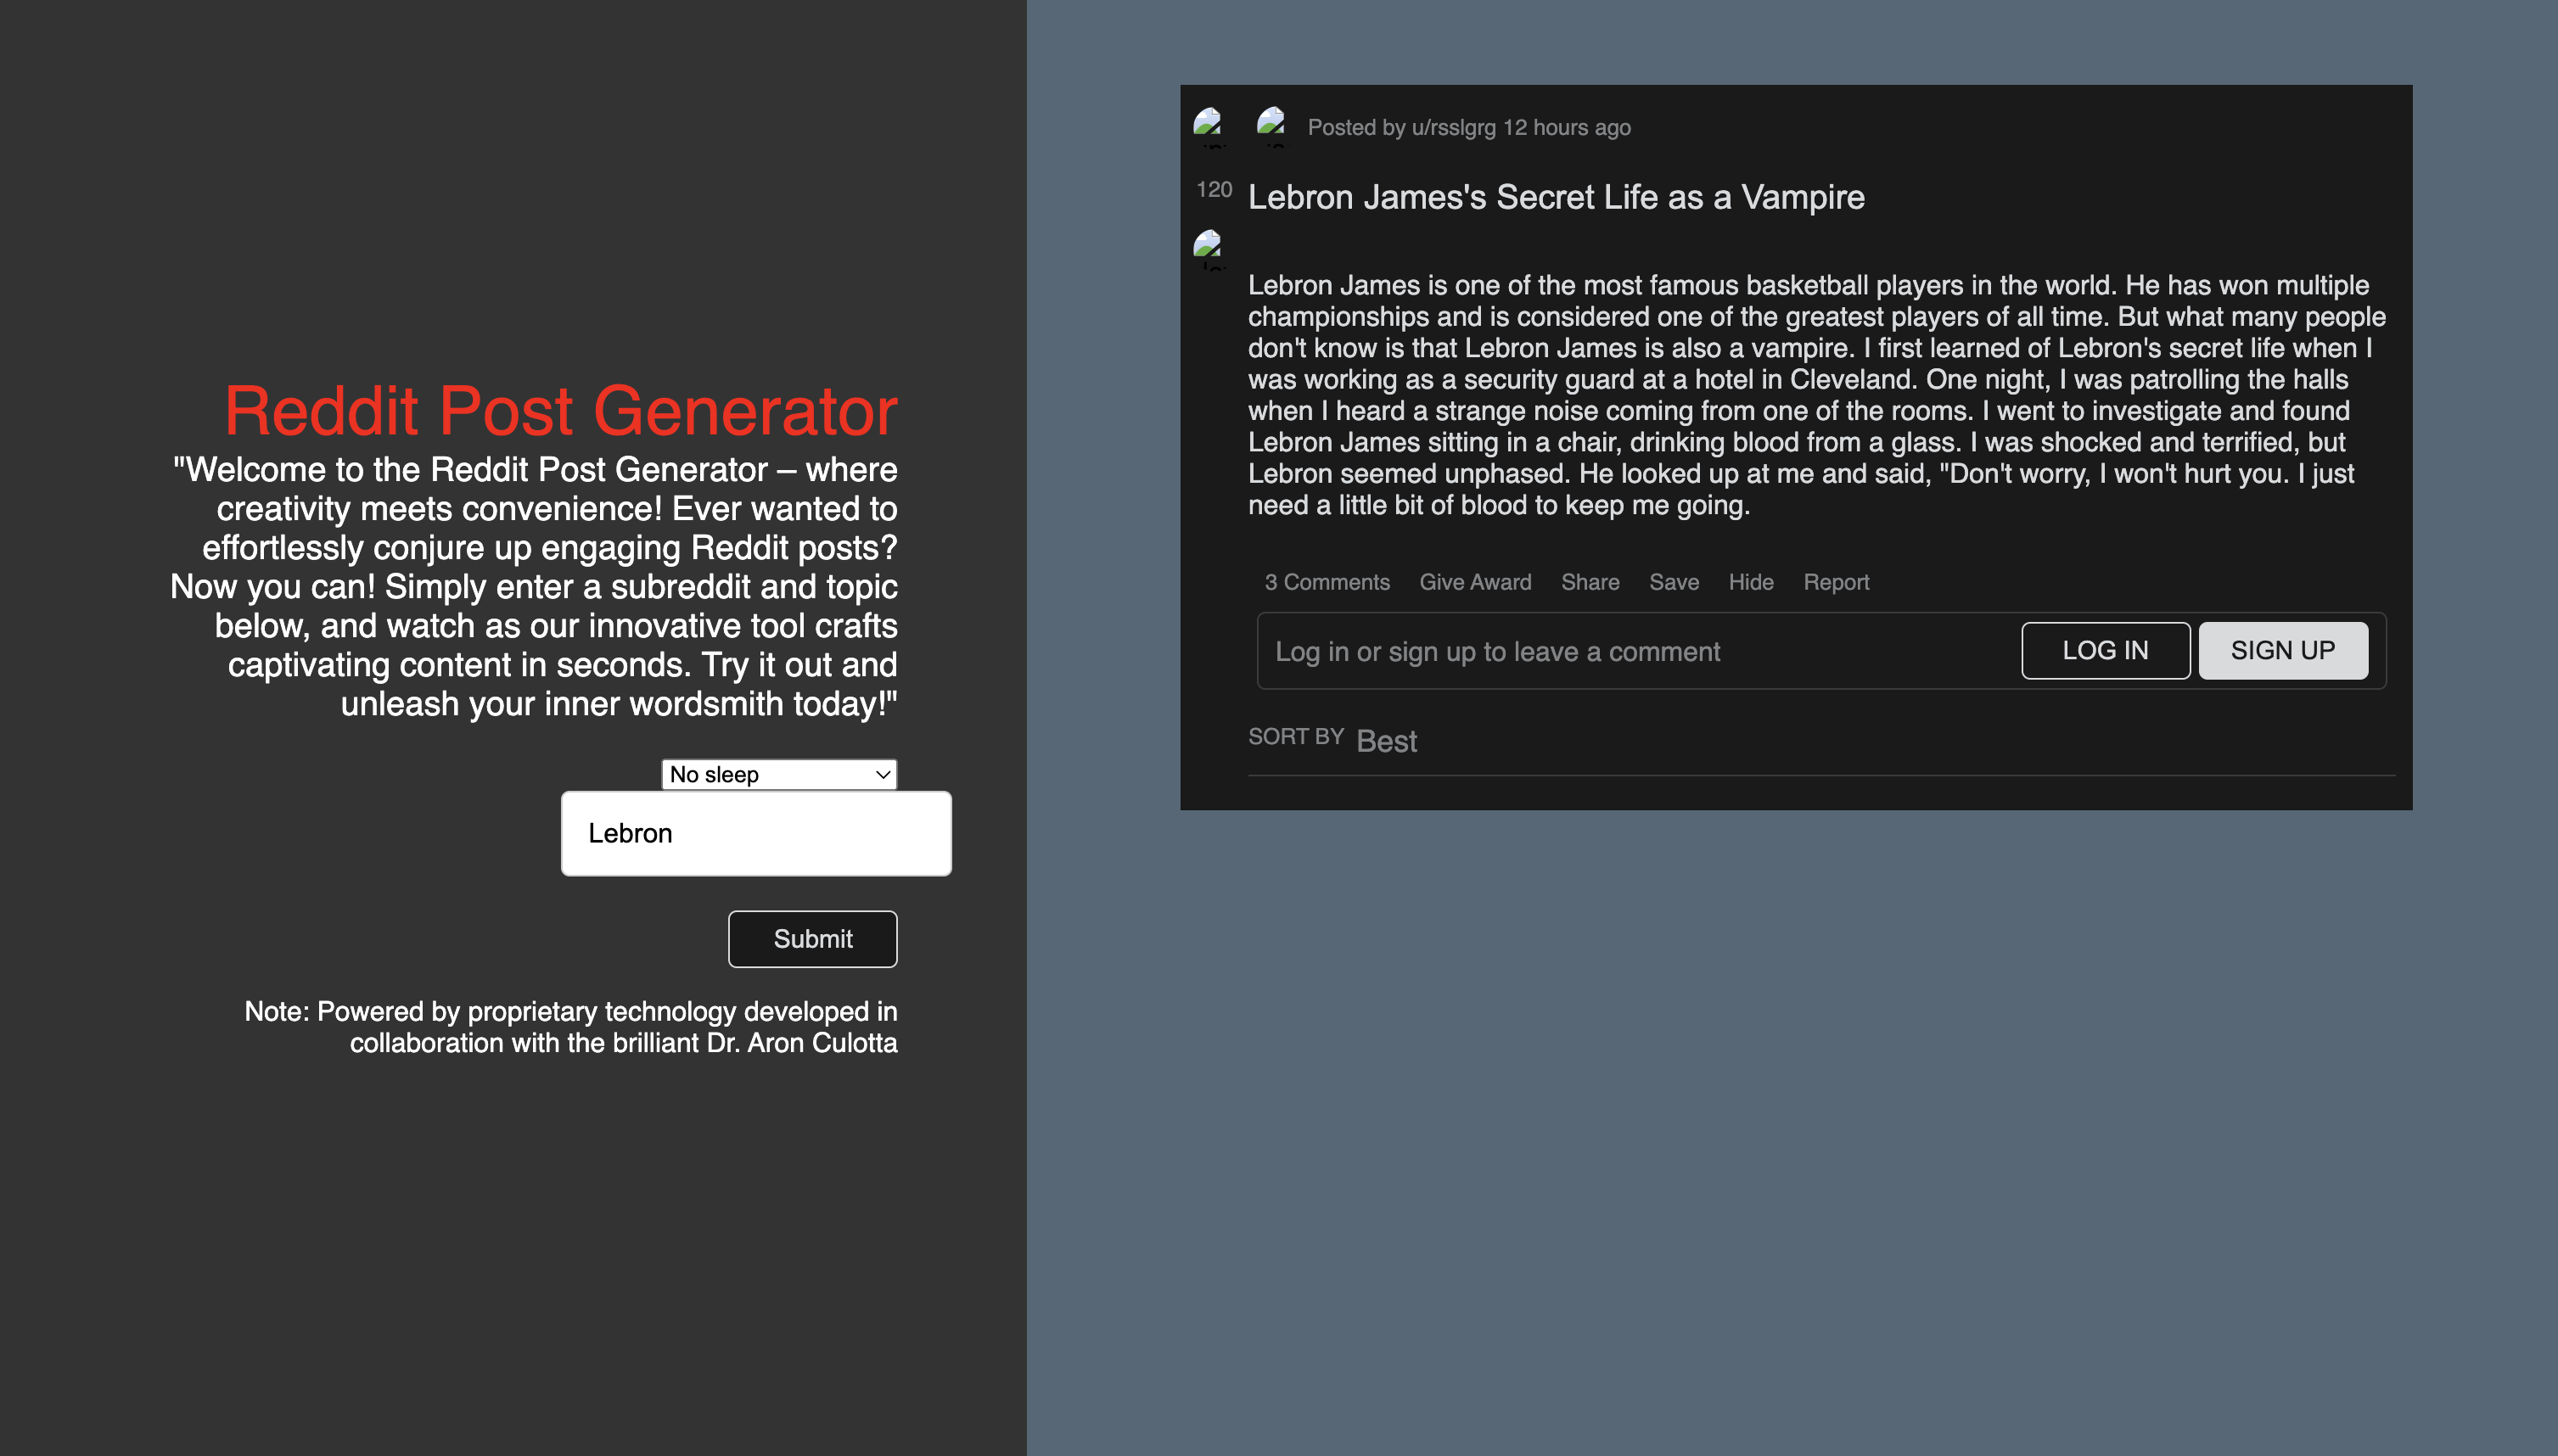 Reddit Post Generator
"Welcome to the Reddit Post Generator – where
creativity meets convenience! Ever wanted to
effortlessly conjure up engaging Reddit posts?
Now you can! Simply enter a subreddit and topic
below, and watch as our innovative tool crafts
captivating content in seconds. Try it out and
unleash your inner wordsmith today!"
No sleep
Lebron
Submit
Note: Powered by proprietary technology developed in
collaboration with the brilliant Dr. Aron Culotta
Posted by u/rsslgrg 12 hours ago
120
Lebron James's Secret Life as a Vampire
Lebron James is one of the most famous basketball players in the world. He has won multiple
championships and is considered one of the greatest players of all time. But what many people
don't know is that Lebron James is also a vampire. I first learned of Lebron's secret life when I
was working as a security guard at a hotel in Cleveland. One night, I was patrolling the halls
when I heard a strange noise coming from one of the rooms. I went to investigate and found
Lebron James sitting in a chair, drinking blood from a glass. I was shocked and terrified, but
Lebron seemed unphased. He looked up at me and said, "Don't worry, I won't hurt you. I just
need a little bit of blood to keep me going.
3 Comments Give Award Share Save Hide Report
Log in or sign up to leave a comment LOG IN SIGN UP
SORT BY Best